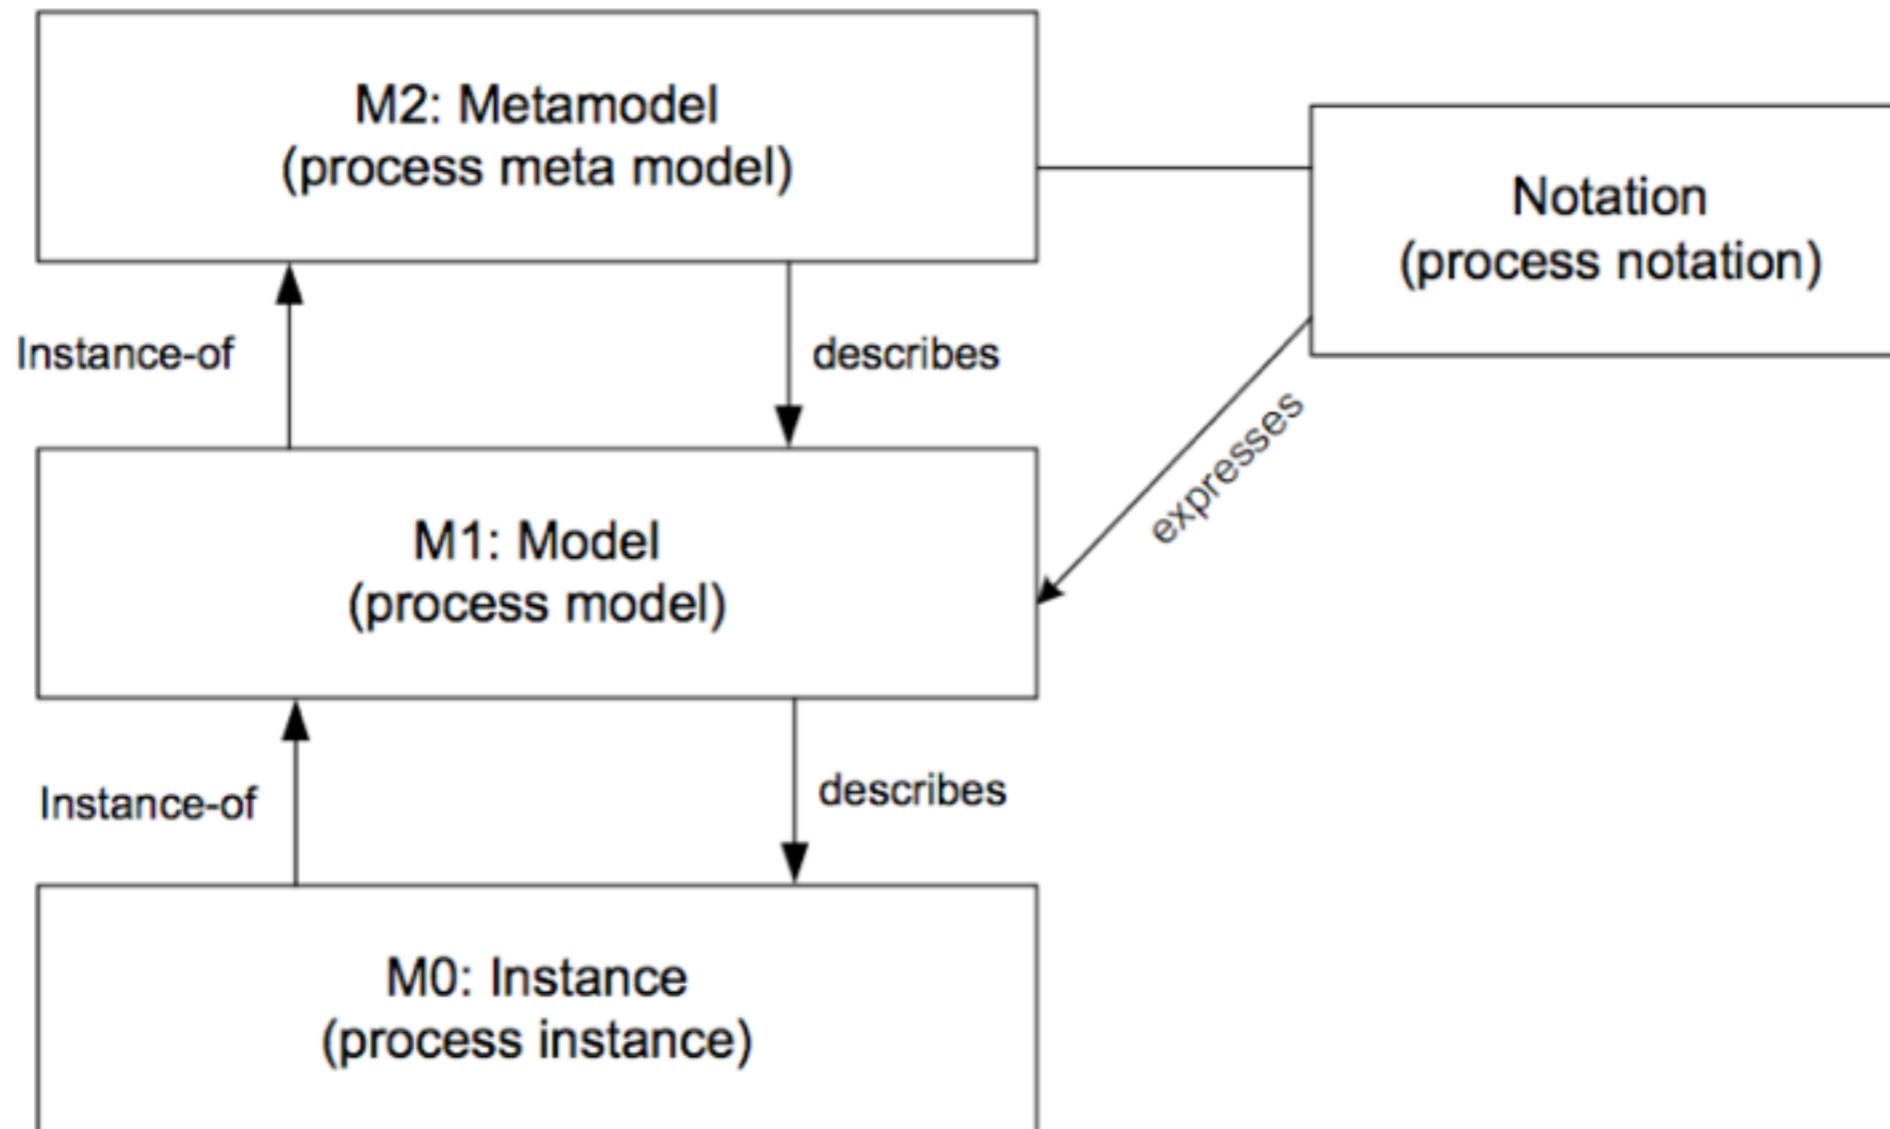 M2: Metamodel
(process meta model)
Notation
(process notation)
Instance-of
describes
expresses
M1: Model
(process model)
Instance-of
describes
M0: Instance
(process instance)